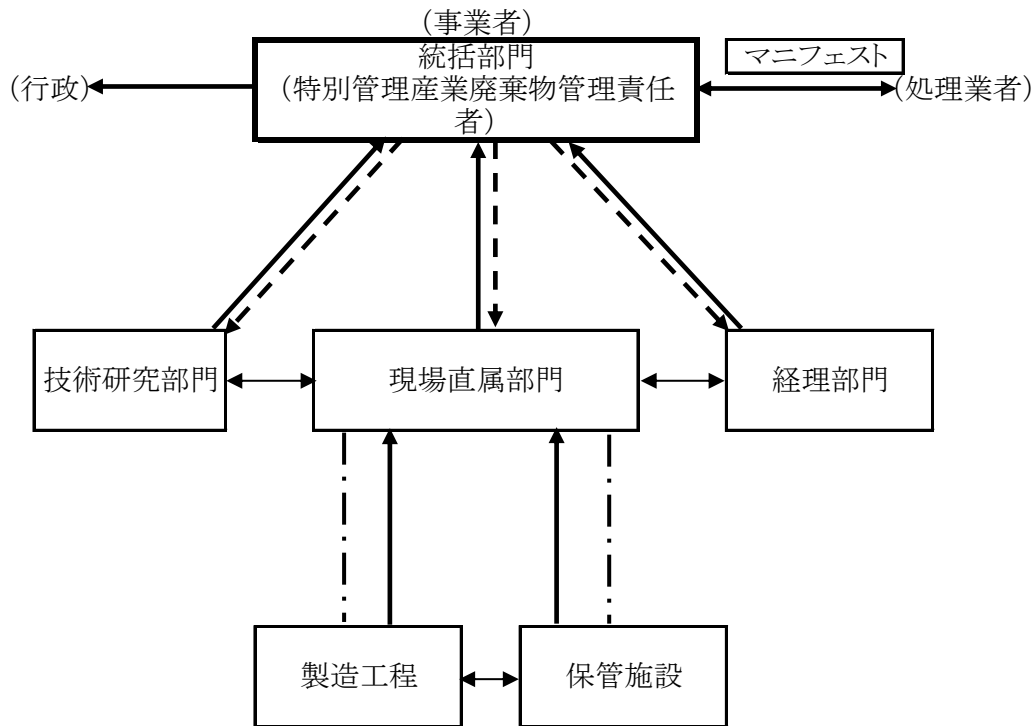 (事業者)
統括部門
(特別管理産業廃棄物管理責任
者)
マニフェスト
(行政)
(処理業者)
技術研究部門
現場直属部門
経理部門
製造工程
保管施設